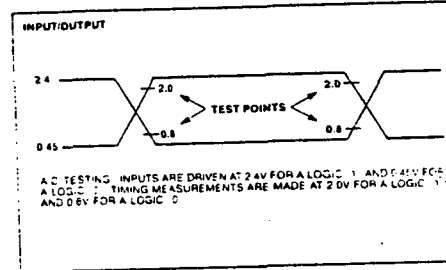 INPUT/OUTPUT
2.4
2.0
2.0
TEST POINTS
0.8
0.8
0.45
A.C. TESTING: INPUTS ARE DRIVEN AT 2.4V FOR A LOGIC 1 AND 0.45V FOR
A LOGIC TIMING MEASUREMENTS ARE MADE AT 2.0V FOR A LOGIC 1
AND 0.8V FOR A LOGIC 0